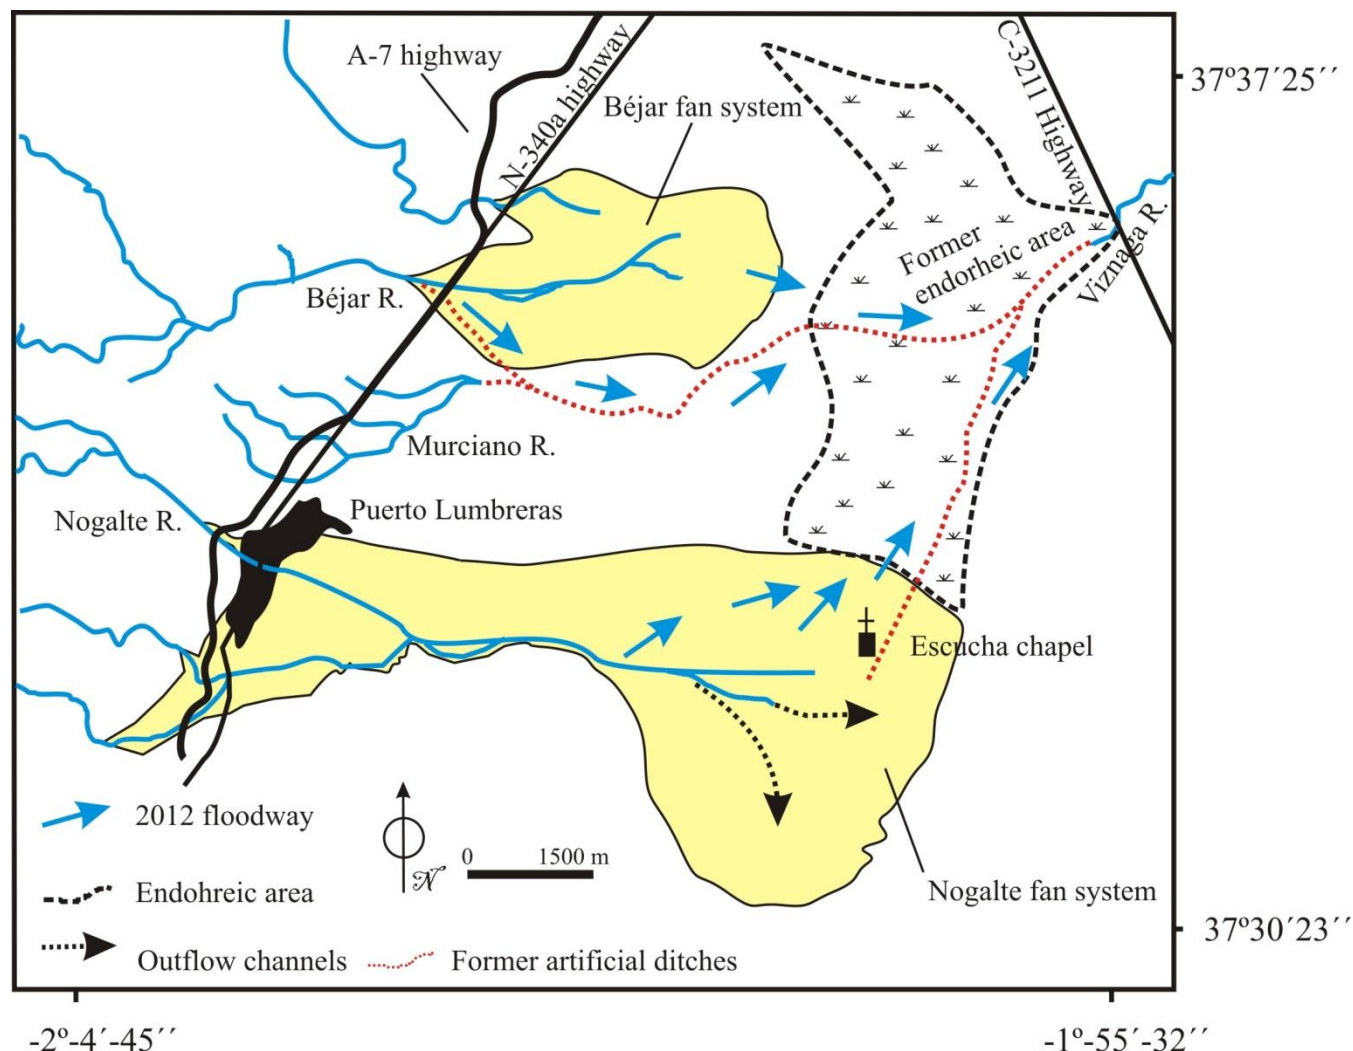 A-7 highway
N-340a highway
C-3211 Highway
37º37´25´´
Béjar fan system
Former
endorheic area
Viznaga R.
Béjar R.
Murciano R.
Nogalte R.
Puerto Lumbreras
Escucha chapel
2012 floodway
N
0 1500 m
Endohreic area
Nogalte fan system
Outflow channels
Former artificial ditches
37º30´23´´
-2º-4´-45´´
-1º-55´-32´´